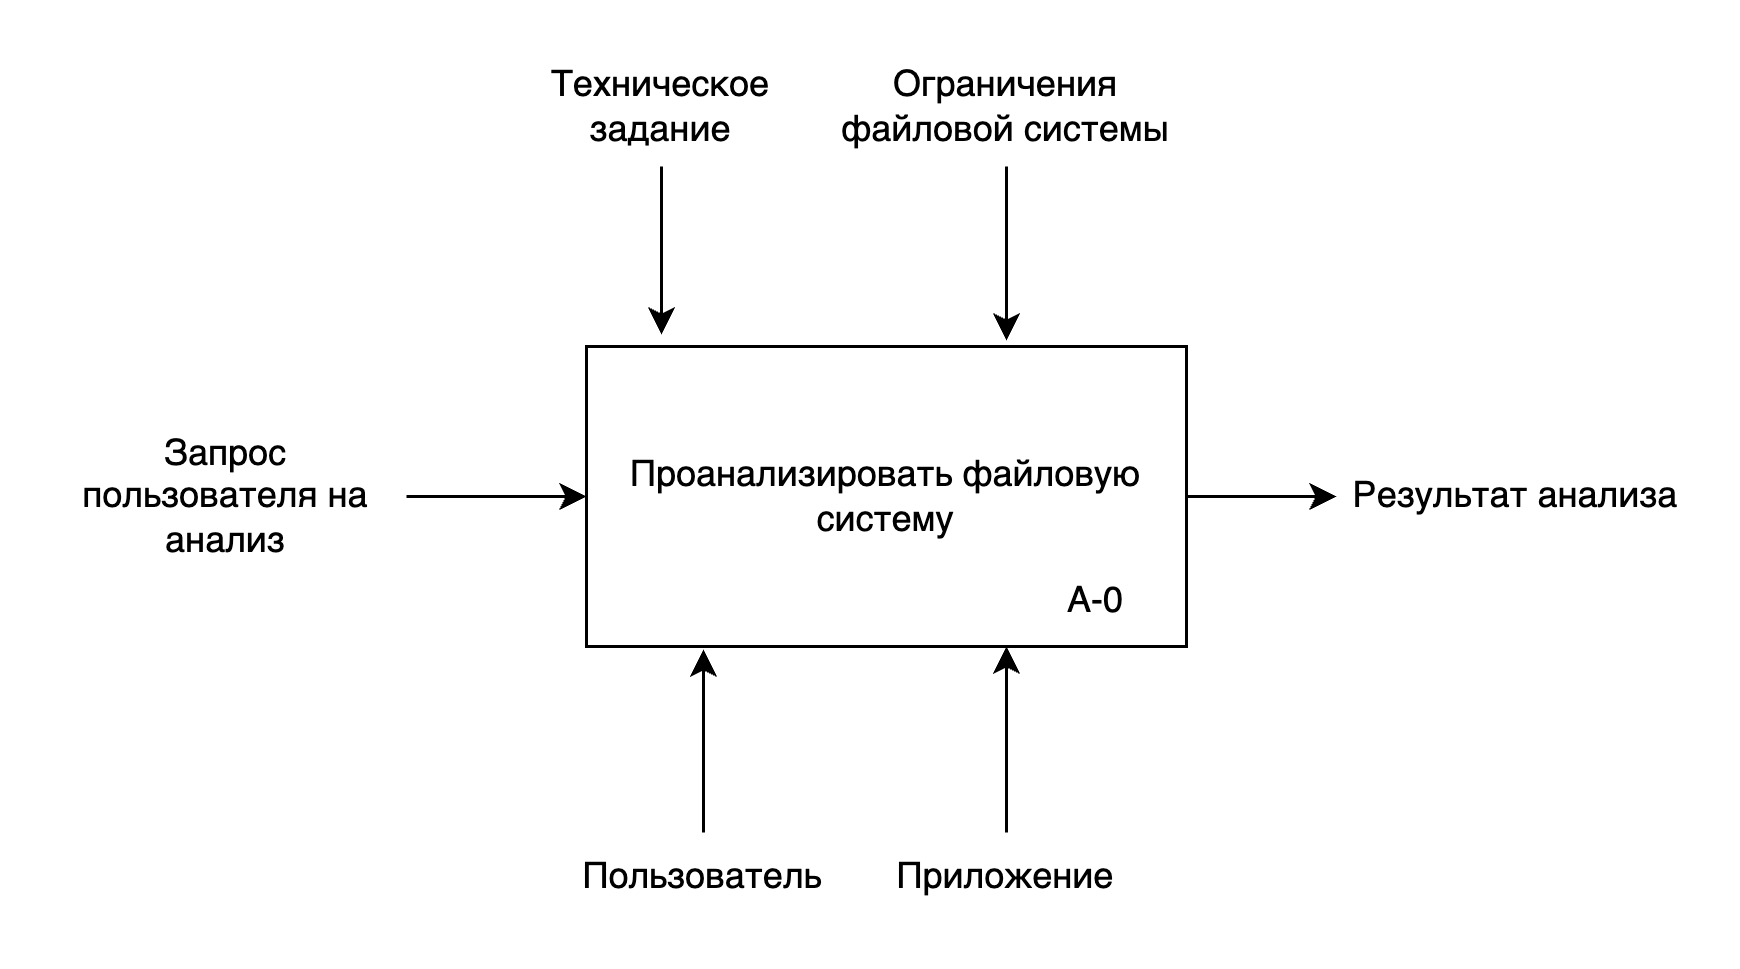 Техническое
задание
Ограничения
файловой системы
Запрос
пользователя на
анализ
Проанализировать файловую
систему
А-0
Результат анализа
Пользователь
Приложение